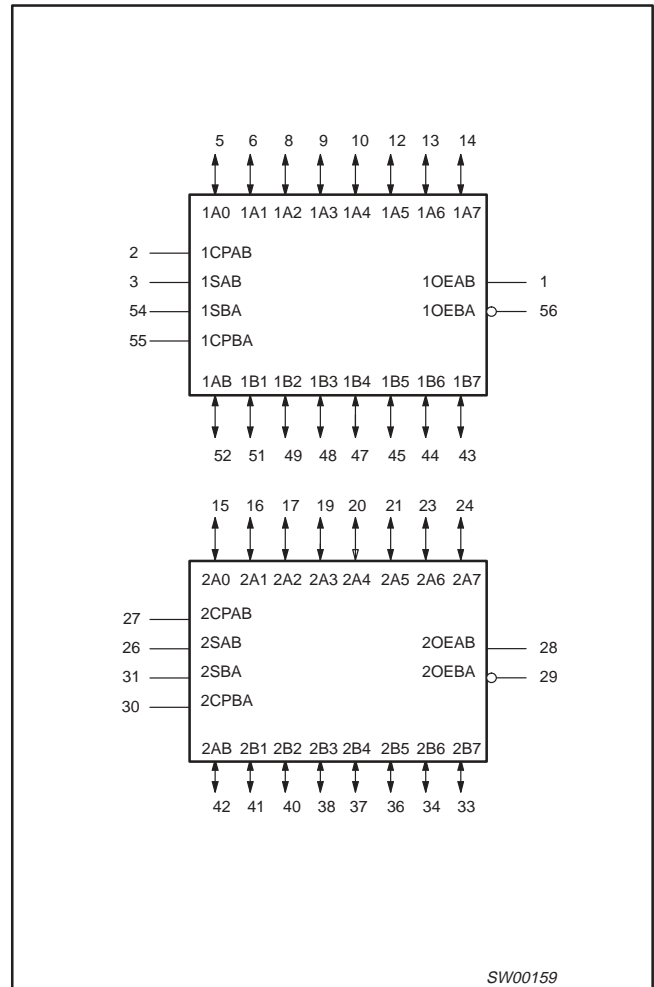 5 6 8 9 10 12 13 14
1A0 1A1 1A2 1A3 1A4 1A5 1A6 1A7
2 1CPAB
3 1SAB 1OEAB 1
54 1SBA 1OEBA 56
55 1CPBA
1AB 1B1 1B2 1B3 1B4 1B5 1B6 1B7
52 51 49 48 47 45 44 43
15 16 17 19 20 21 23 24
2A0 2A1 2A2 2A3 2A4 2A5 2A6 2A7
27 2CPAB
26 2SAB 2OEAB 28
31 2SBA 2OEBA 29
30 2CPBA
2AB 2B1 2B2 2B3 2B4 2B5 2B6 2B7
42 41 40 38 37 36 34 33
SW00159